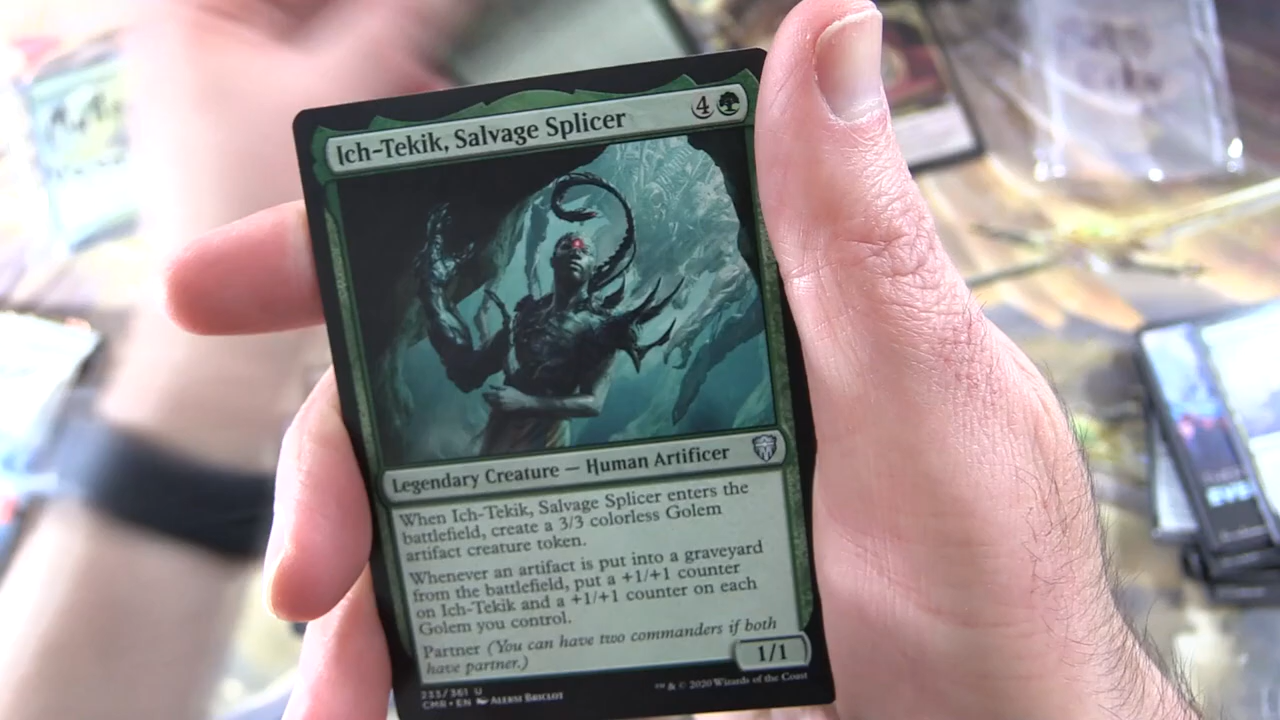 Ich-Tekik, Salvage Splicer 4
Legendary Creature — Human Artificer
When Ich-Tekik, Salvage Splicer enters the
battlefield, create a 3/3 colorless Golem
artifact creature token.
Whenever an artifact is put into a graveyard
from the battlefield, put a +1/+1 counter
on Ich-Tekik and a +1/+1 counter on each
Golem you control.
Partner (You can have two commanders if both
have partner.)
1/1
233/361 U
CMR • EN Aleksi Briclot
™ & © 2020 Wizards of the Coast